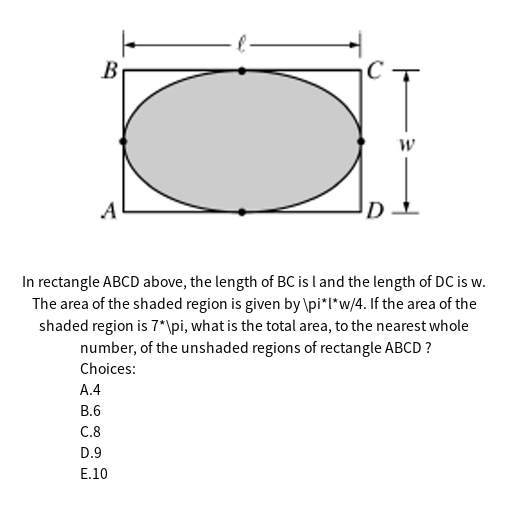 ℓ
B
C
w
A
D
In rectangle ABCD above, the length of BC is l and the length of DC is w.
The area of the shaded region is given by \pi*l*w/4. If the area of the
shaded region is 7*\pi, what is the total area, to the nearest whole
number, of the unshaded regions of rectangle ABCD ?
Choices:
A.4
B.6
C.8
D.9
E.10